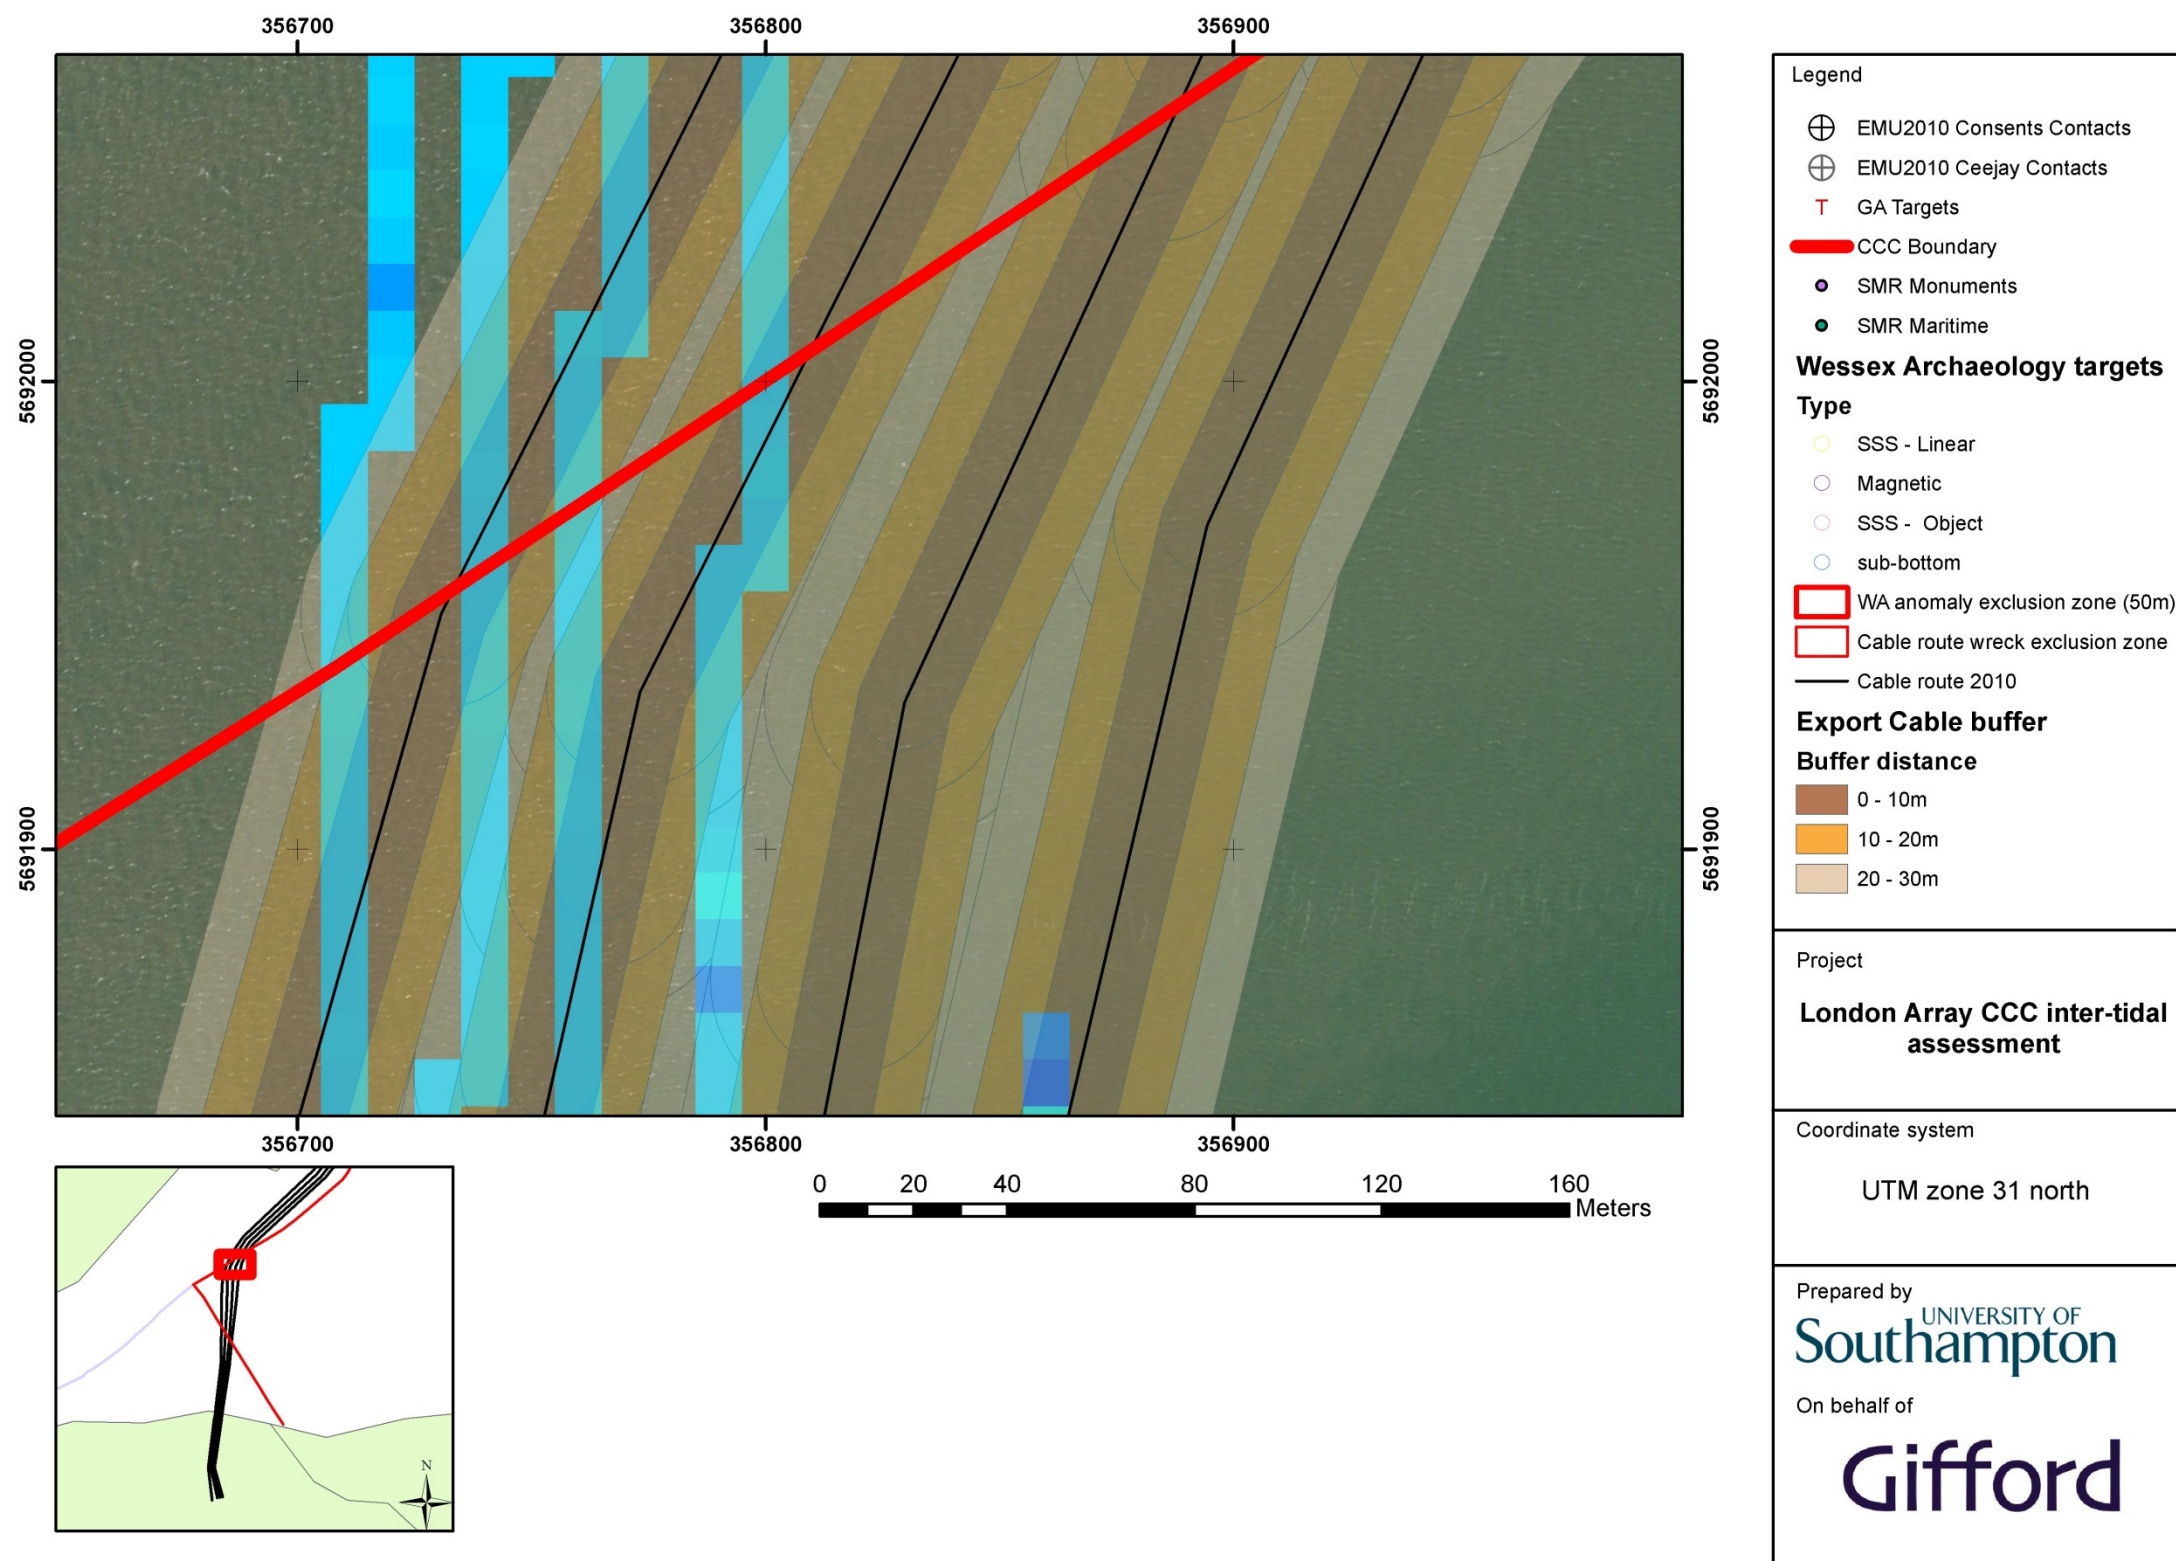 356700
356800
356900
5692000
5692000
5691900
5691900
356700
356800
356900
0
20
40
80
120
160
Meters
N
Legend
EMU2010 Consents Contacts
EMU2010 Ceejay Contacts
T GA Targets
CCC Boundary
SMR Monuments
SMR Maritime
Wessex Archaeology targets
Type
SSS - Linear
Magnetic
SSS - Object
sub-bottom
WA anomaly exclusion zone (50m)
Cable route wreck exclusion zone
Cable route 2010
Export Cable buffer
Buffer distance
0 - 10m
10 - 20m
20 - 30m
Project
London Array CCC inter-tidal
assessment
Coordinate system
UTM zone 31 north
Prepared by
UNIVERSITY OF
Southampton
On behalf of
Gifford